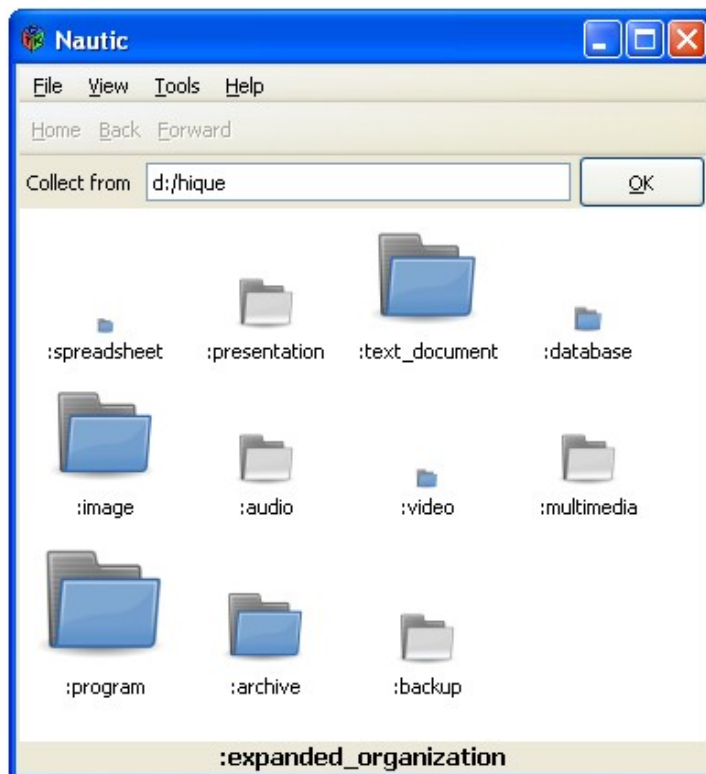 Nautic
File View Tools Help
Home Back Forward
Collect from d:/hique OK
:spreadsheet :presentation :text_document :database
:image :audio :video :multimedia
:program :archive :backup
:expanded_organization